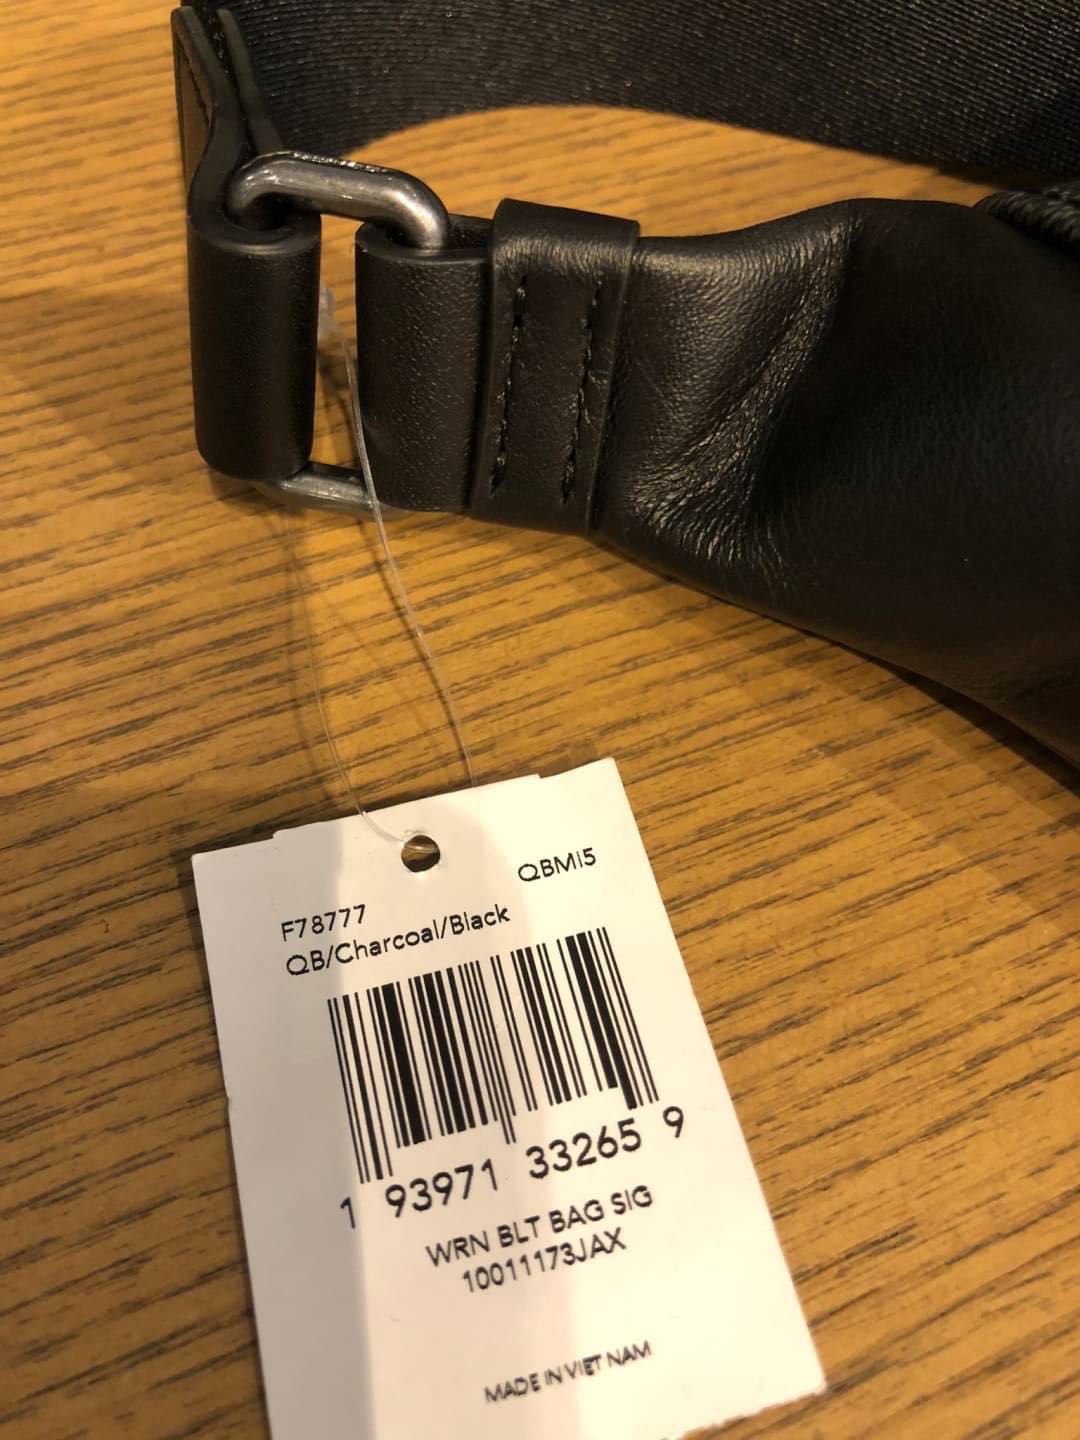 QBMI5
F78777
QB/Charcoal/Black
1 93971 33265 9
WRN BLT BAG SIG
10011173JAX
MADE IN VIET NAM